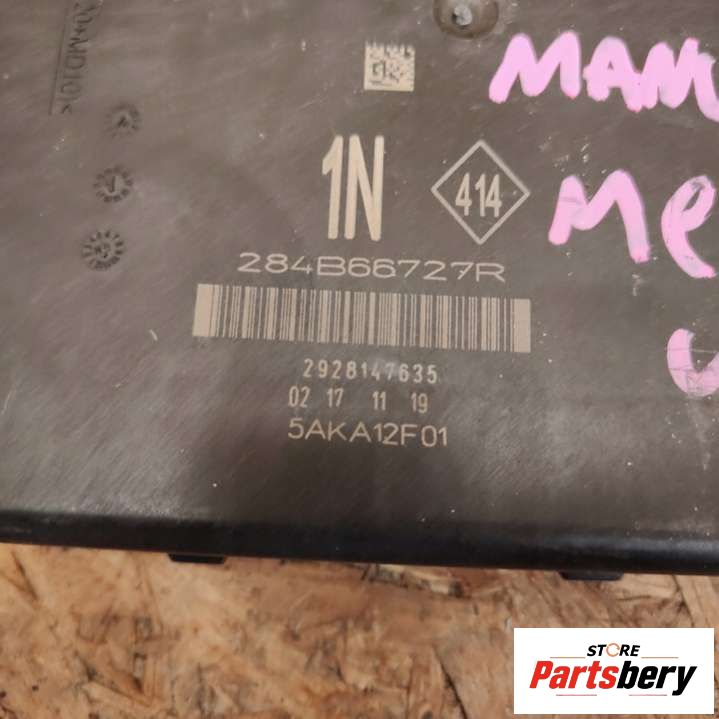 1N
414
284B66727R
2928147635
02 17 11 19
5AKA12F01
STORE
Partsbery